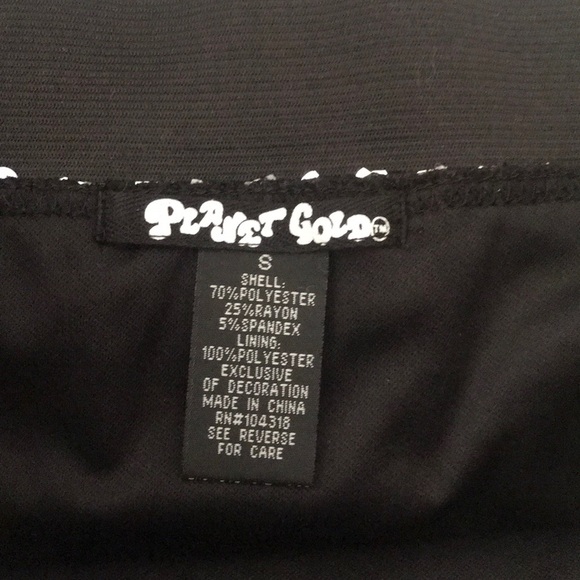 PLANET GOLD™
S
SHELL:
70%POLYESTER
25%RAYON
5%SPANDEX
LINING:
100%POLYESTER
EXCLUSIVE
OF DECORATION
MADE IN CHINA
RN#104318
SEE REVERSE
FOR CARE